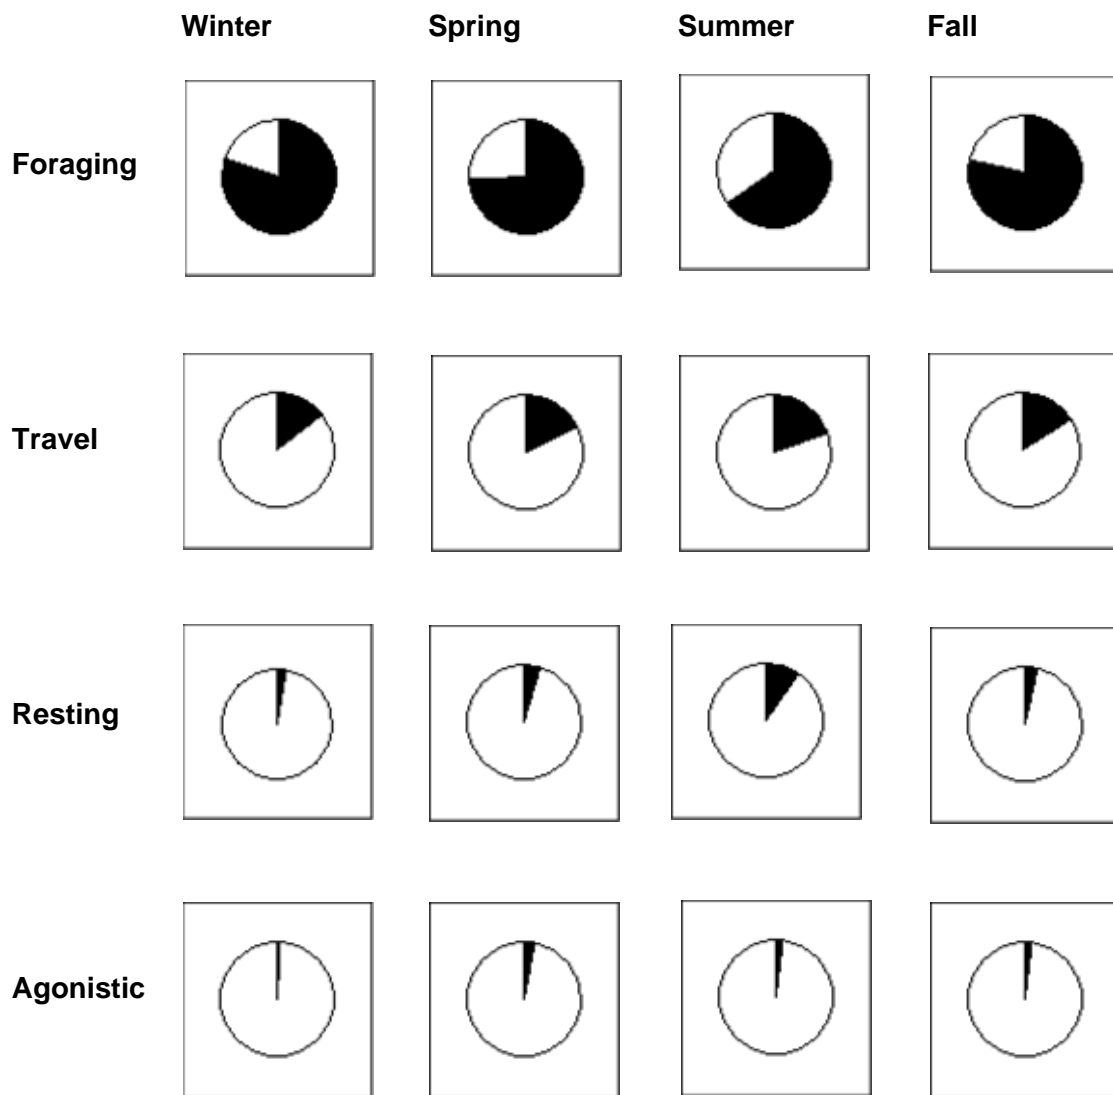 Winter Spring Summer Fall
Foraging
Travel
Resting
Agonistic